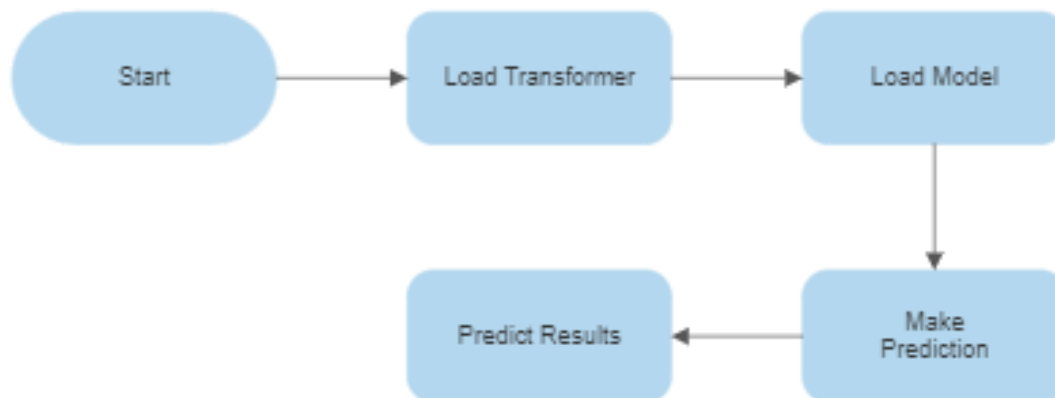 Start
Load Transformer
Load Model
Make
Prediction
Predict Results